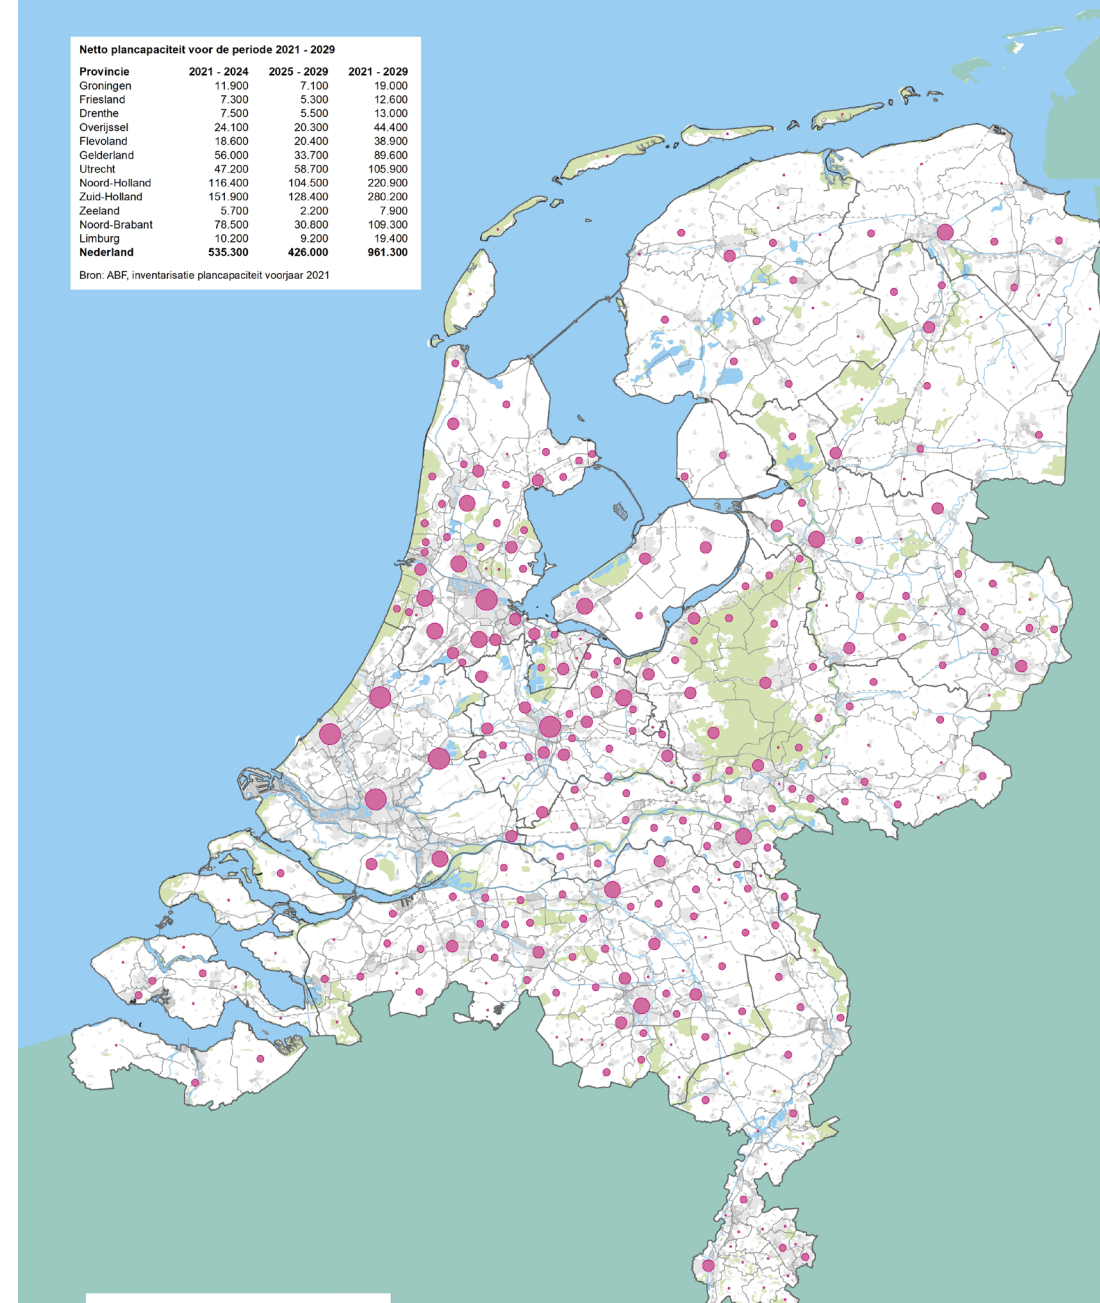 Netto plancapaciteit voor de periode 2021 - 2029
Provincie 2021 - 2024 2025 - 2029 2021 - 2029
Groningen 11.900 7.100 19.000
Friesland 7.300 5.300 12.600
Drenthe 7.500 5.500 13.000
Overijssel 24.100 20.300 44.400
Flevoland 18.600 20.400 38.900
Gelderland 56.000 33.700 89.600
Utrecht 47.200 58.700 105.900
Noord-Holland 116.400 104.500 220.900
Zuid-Holland 151.900 128.400 280.200
Zeeland 5.700 2.200 7.900
Noord-Brabant 78.500 30.800 109.300
Limburg 10.200 9.200 19.400
Nederland 535.300 426.000 961.300
Bron: ABF, inventarisatie plancapaciteit voorjaar 2021